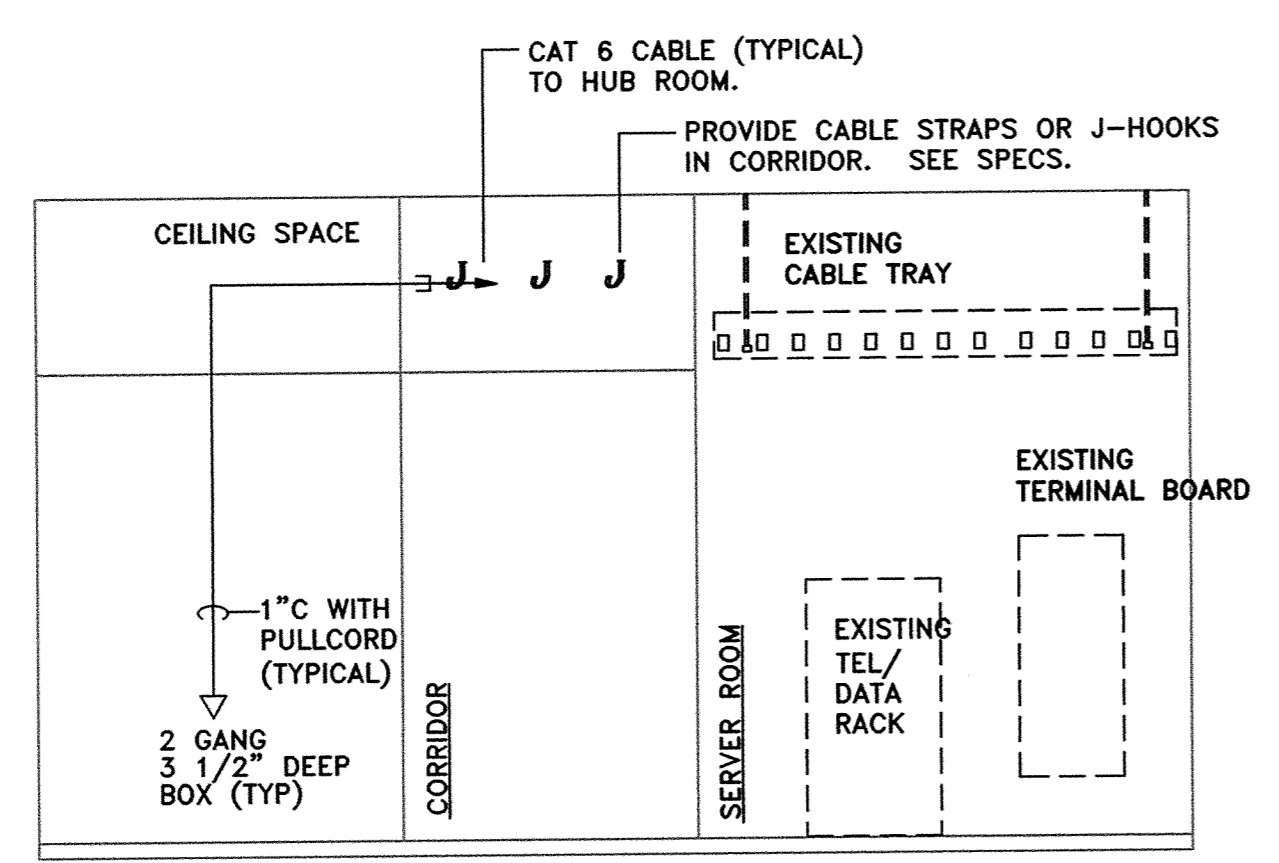 CAT 6 CABLE (TYPICAL)
TO HUB ROOM.
PROVIDE CABLE STRAPS OR J-HOOKS
IN CORRIDOR. SEE SPECS.
CEILING SPACE
J J J
EXISTING
CABLE TRAY
EXISTING
TERMINAL BOARD
1"C WITH
PULLCORD
(TYPICAL)
2 GANG
3 1/2" DEEP
BOX (TYP)
CORRIDOR
SERVER ROOM
EXISTING
TEL/
DATA
RACK